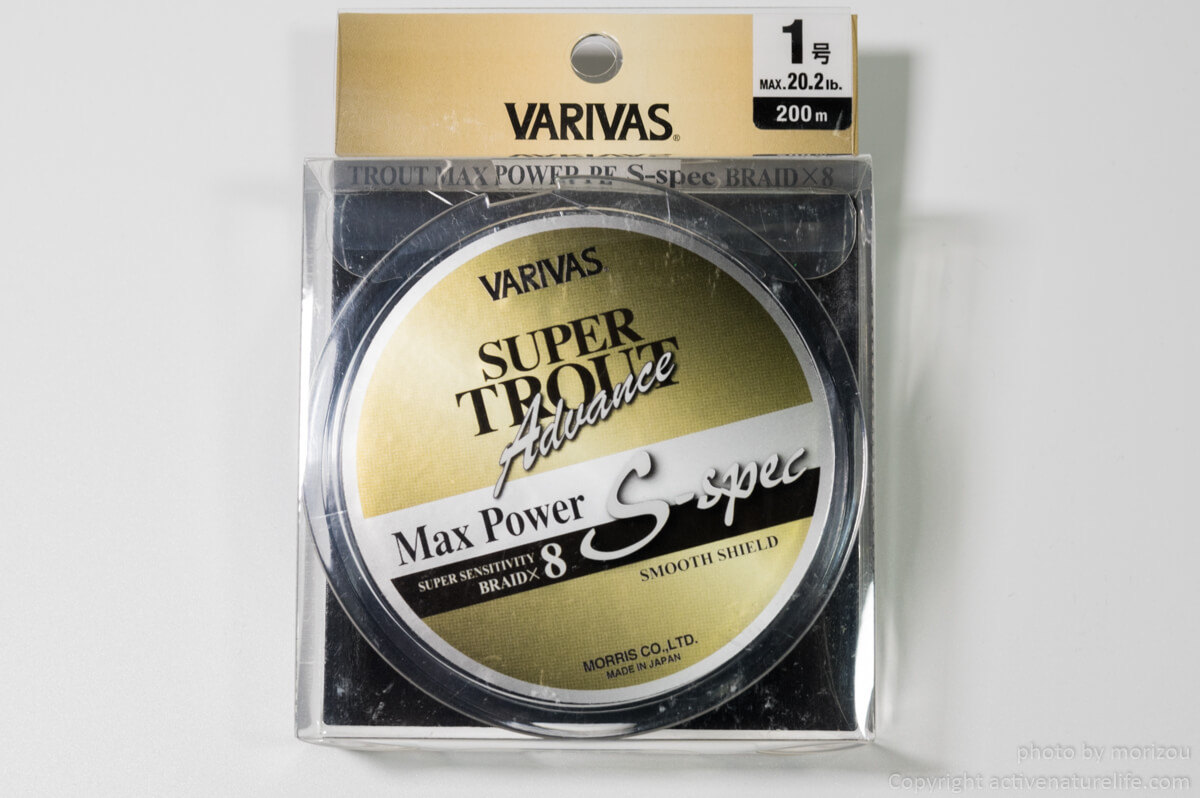 1号
MAX.20.2lb.
200m
VARIVAS®
TROUT MAX POWER PE S-spec BRAID×8
VARIVAS
SUPER
TROUT
Advance
Max Power S-spec
SUPER SENSITIVITY
BRAID×8
SMOOTH SHIELD
MORRIS CO.,LTD.
MADE IN JAPAN
photo by morizou
Copyright activenaturelife.com